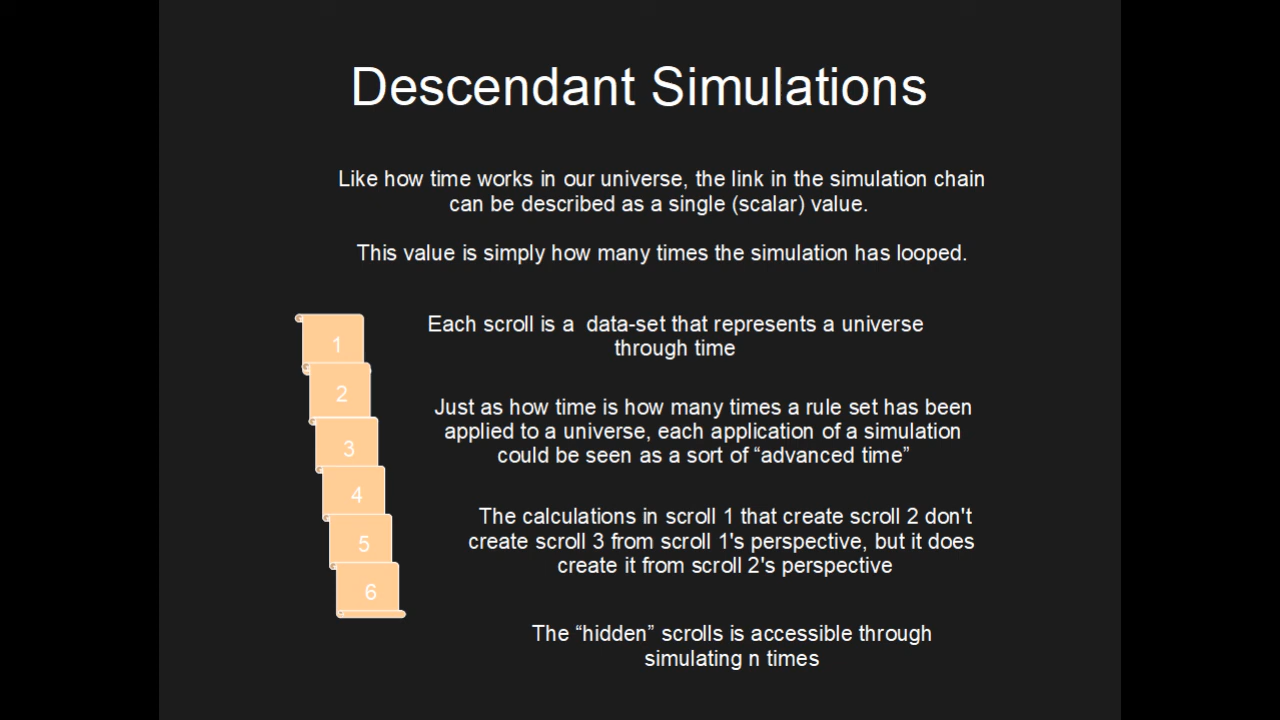 Descendant Simulations
Like how time works in our universe, the link in the simulation chain
can be described as a single (scalar) value.
This value is simply how many times the simulation has looped.
Each scroll is a  data-set that represents a universe
through time
1
2
3
4
5
6
Just as how time is how many times a rule set has been
applied to a universe, each application of a simulation
could be seen as a sort of “advanced time”
The calculations in scroll 1 that create scroll 2 don't
create scroll 3 from scroll 1's perspective, but it does
create it from scroll 2's perspective
The “hidden” scrolls is accessible through
simulating n times